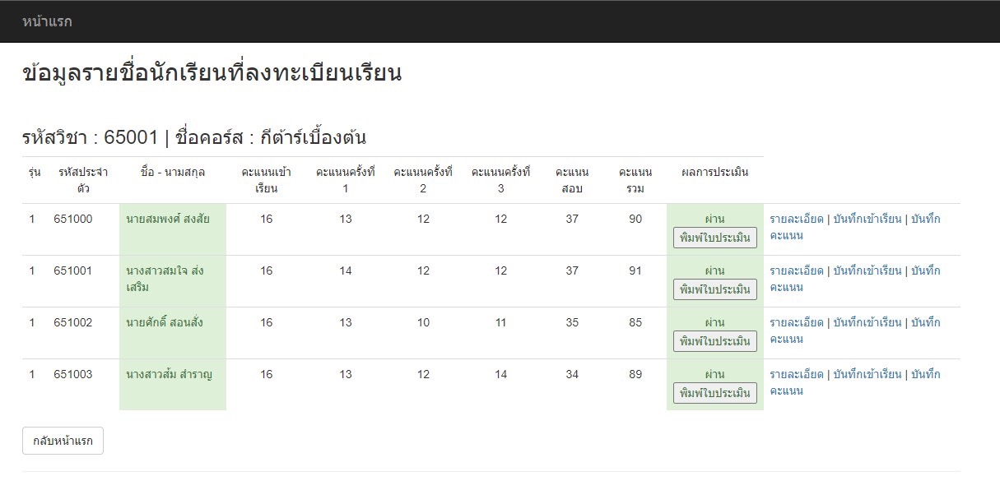 หน้าแรก
ข้อมูลรายชื่อนักเรียนที่ลงทะเบียนเรียน
รหัสวิชา : 65001 | ชื่อคอร์ส : กีต้าร์เบื้องต้น
รุ่น รหัสประจำตัว ชื่อ - นามสกุล คะแนนเข้าเรียน คะแนนครั้งที่ 1 คะแนนครั้งที่ 2 คะแนนครั้งที่ 3 คะแนนสอบ คะแนนรวม ผลการประเมิน
1 651000 นายสมพงศ์ สงสัย 16 13 12 12 37 90 ผ่าน รายละเอียด | บันทึกเข้าเรียน | บันทึก
พิมพ์ใบประเมิน คะแนน
1 651001 นางสาวสมใจ ส่ง 16 14 12 12 37 91 ผ่าน รายละเอียด | บันทึกเข้าเรียน | บันทึก
เสริม พิมพ์ใบประเมิน คะแนน
1 651002 นายศักดิ์ สอนสั่ง 16 13 10 11 35 85 ผ่าน รายละเอียด | บันทึกเข้าเรียน | บันทึก
พิมพ์ใบประเมิน คะแนน
1 651003 นางสาวส้ม สำราญ 16 13 12 14 34 89 ผ่าน รายละเอียด | บันทึกเข้าเรียน | บันทึก
พิมพ์ใบประเมิน คะแนน
กลับหน้าแรก